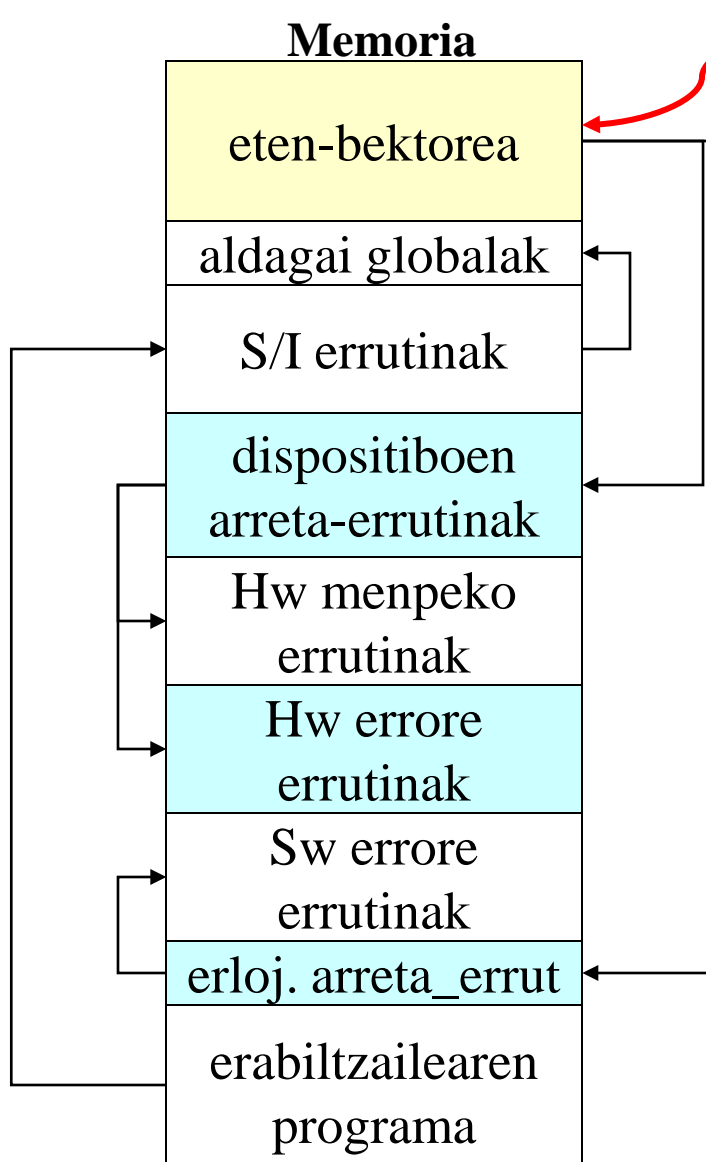 Memoria
eten-bektorea
aldagai globalak
S/I errutinak
dispositiboen
arreta-errutinak
Hw menpeko
errutinak
Hw errore
errutinak
Sw errore
errutinak
erloj. arreta_errut
erabiltzailearen
programa